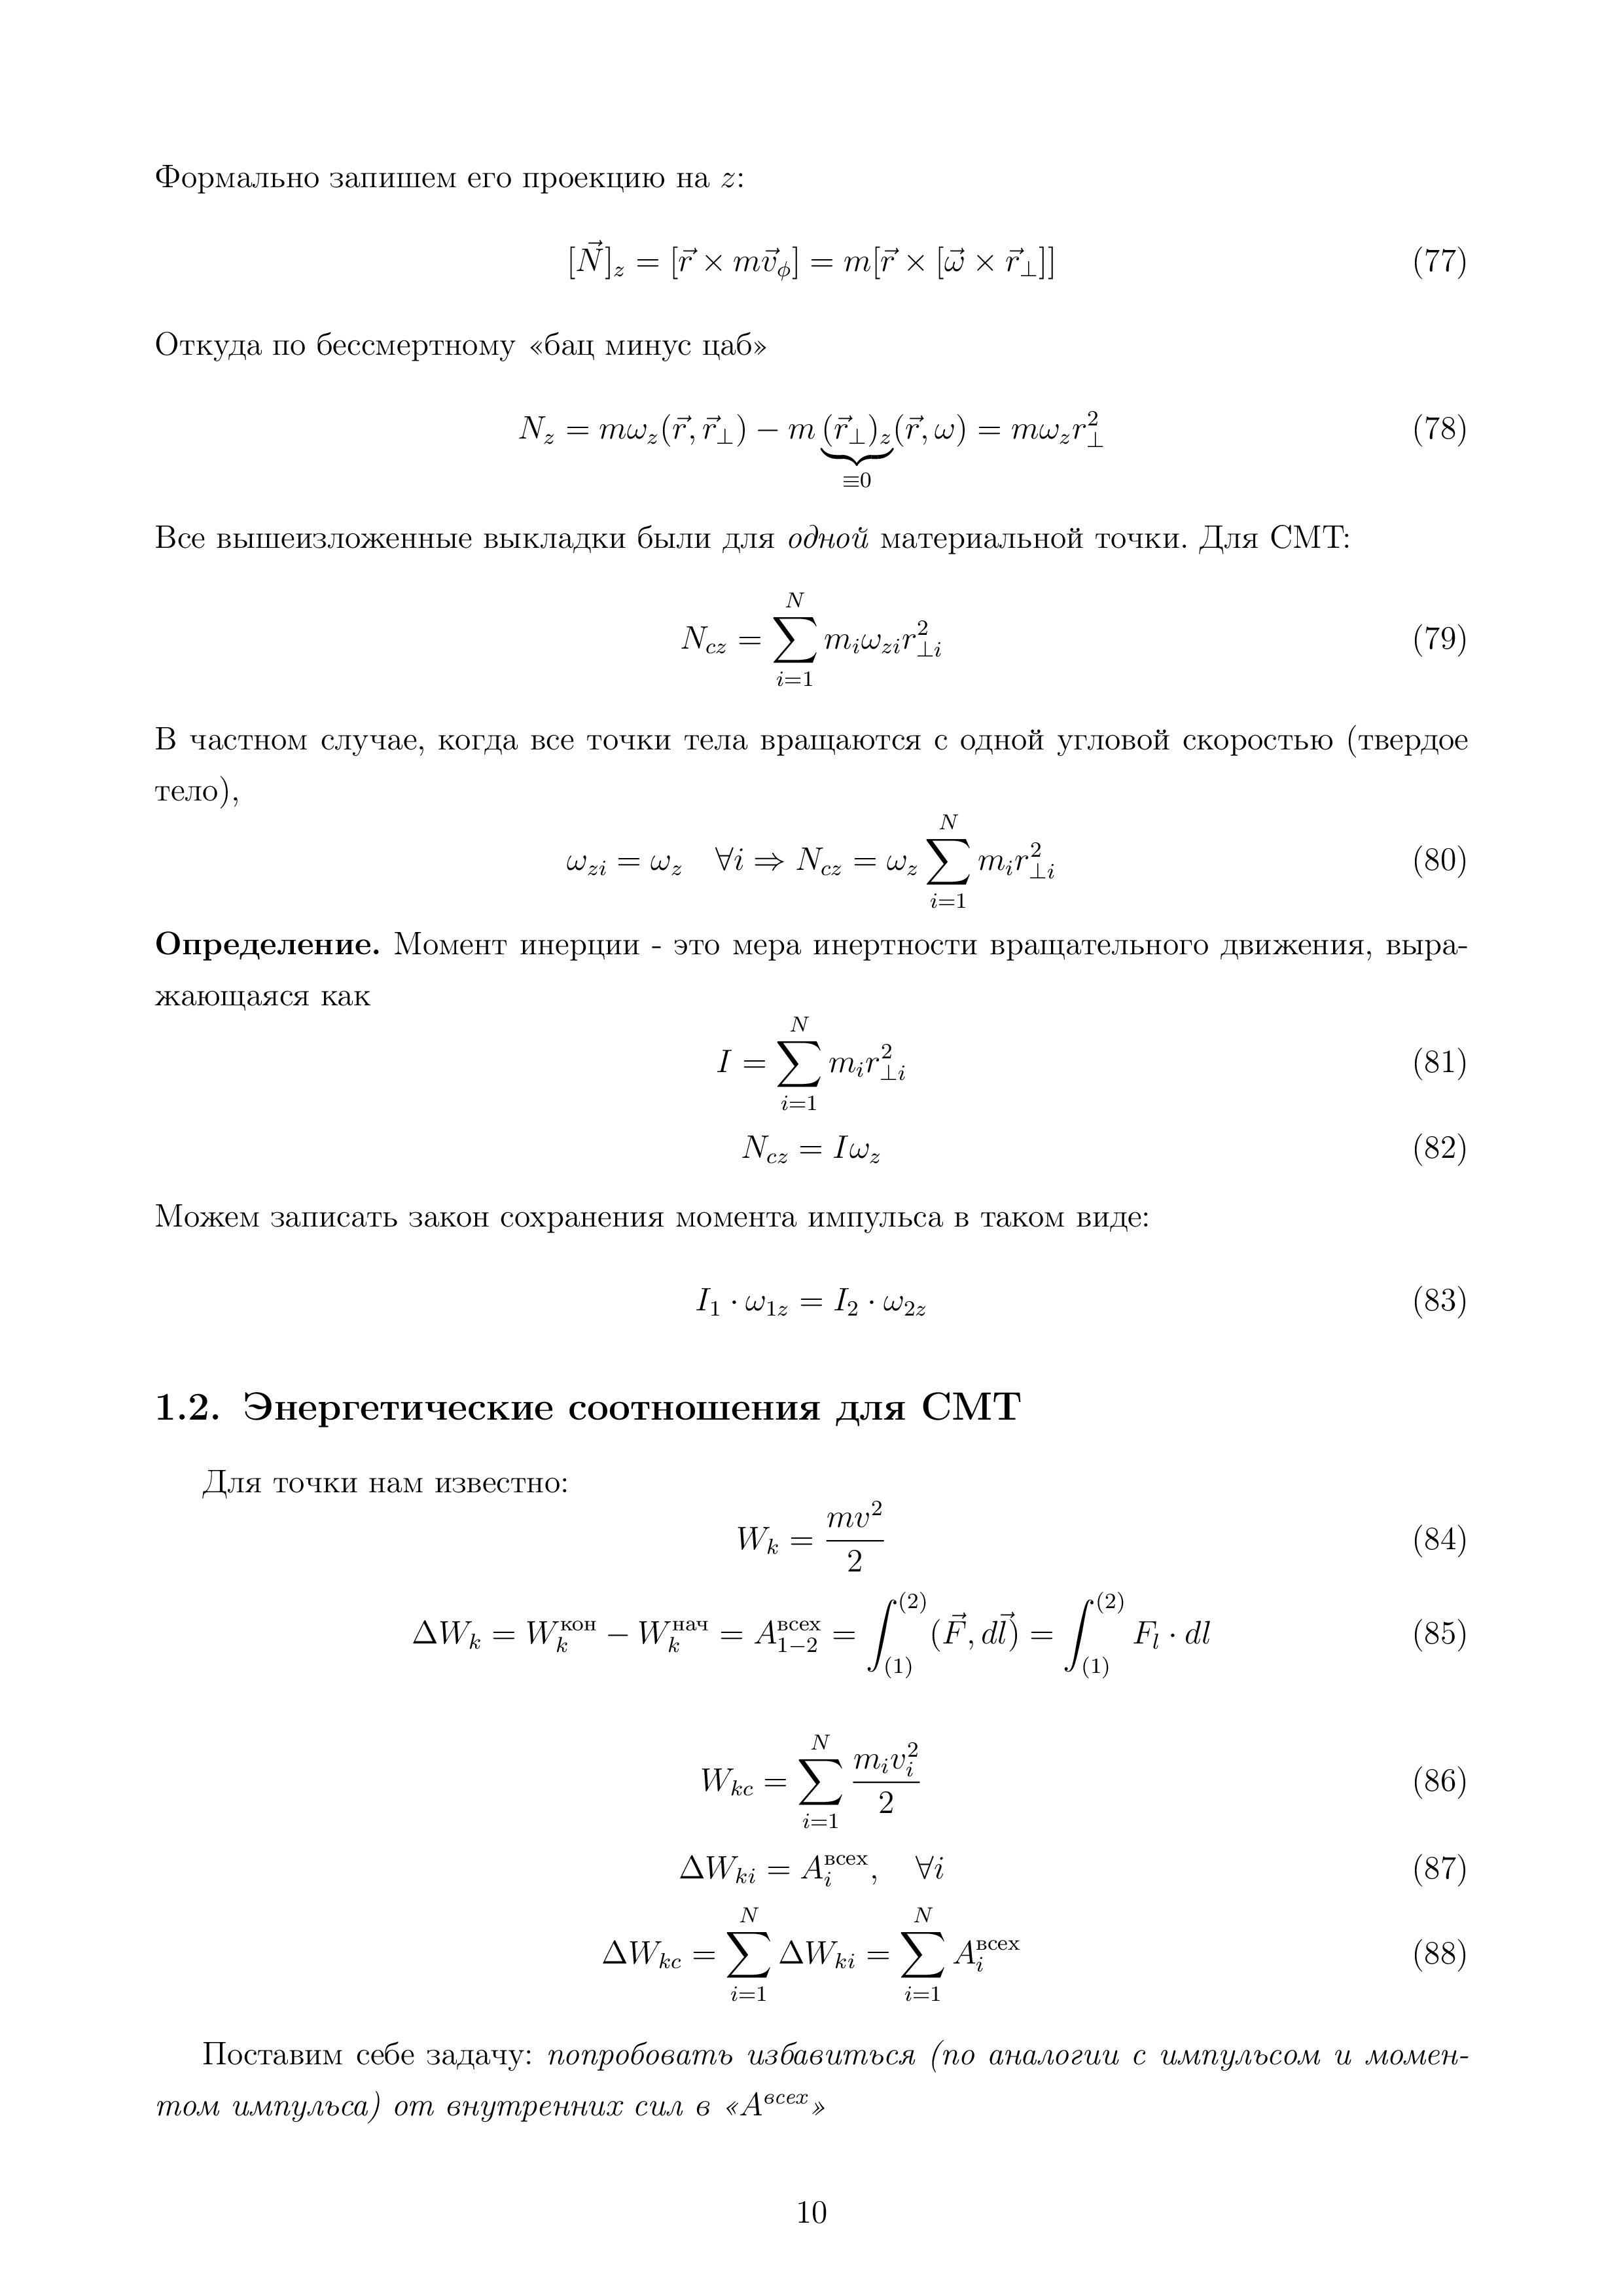 Формально запишем его проекцию на $z$:
$$[\vec{N}]_z = [\vec{r} \times m\vec{v}_\phi] = m[\vec{r} \times [\vec{\omega} \times \vec{r}_\perp]] \quad (77)$$
Откуда по бессмертному «бац минус цаб»
$$N_z = m\omega_z(\vec{r}, \vec{r}_\perp) - m\underbrace{(\vec{r}_\perp)_z}_{\equiv 0}(\vec{r}, \omega) = m\omega_z r_\perp^2 \quad (78)$$
Все вышеизложенные выкладки были для одной материальной точки. Для СМТ:
$$N_{cz} = \sum_{i=1}^{N} m_i\omega_{zi}r_{\perp i}^2 \quad (79)$$
В частном случае, когда все точки тела вращаются с одной угловой скоростью (твердое
тело),
$$\omega_{zi} = \omega_z \quad \forall i \Rightarrow N_{cz} = \omega_z \sum_{i=1}^{N} m_i r_{\perp i}^2 \quad (80)$$
Определение. Момент инерции - это мера инертности вращательного движения, выра-
жающаяся как
$$I = \sum_{i=1}^{N} m_i r_{\perp i}^2 \quad (81)$$
$$N_{cz} = I\omega_z \quad (82)$$
Можем записать закон сохранения момента импульса в таком виде:
$$I_1 \cdot \omega_{1z} = I_2 \cdot \omega_{2z} \quad (83)$$
1.2. Энергетические соотношения для СМТ
Для точки нам известно:
$$W_k = \frac{mv^2}{2} \quad (84)$$
$$\Delta W_k = W_k^{кон} - W_k^{нач} = A_{1-2}^{всех} = \int_{(1)}^{(2)} (\vec{F}, d\vec{l}) = \int_{(1)}^{(2)} F_l \cdot dl \quad (85)$$
$$W_{kc} = \sum_{i=1}^{N} \frac{m_i v_i^2}{2} \quad (86)$$
$$\Delta W_{ki} = A_i^{всех}, \quad \forall i \quad (87)$$
$$\Delta W_{kc} = \sum_{i=1}^{N} \Delta W_{ki} = \sum_{i=1}^{N} A_i^{всех} \quad (88)$$
Поставим себе задачу: попробовать избавиться (по аналогии с импульсом и момен-
том импульса) от внутренних сил в «$A^{всех}$»
10